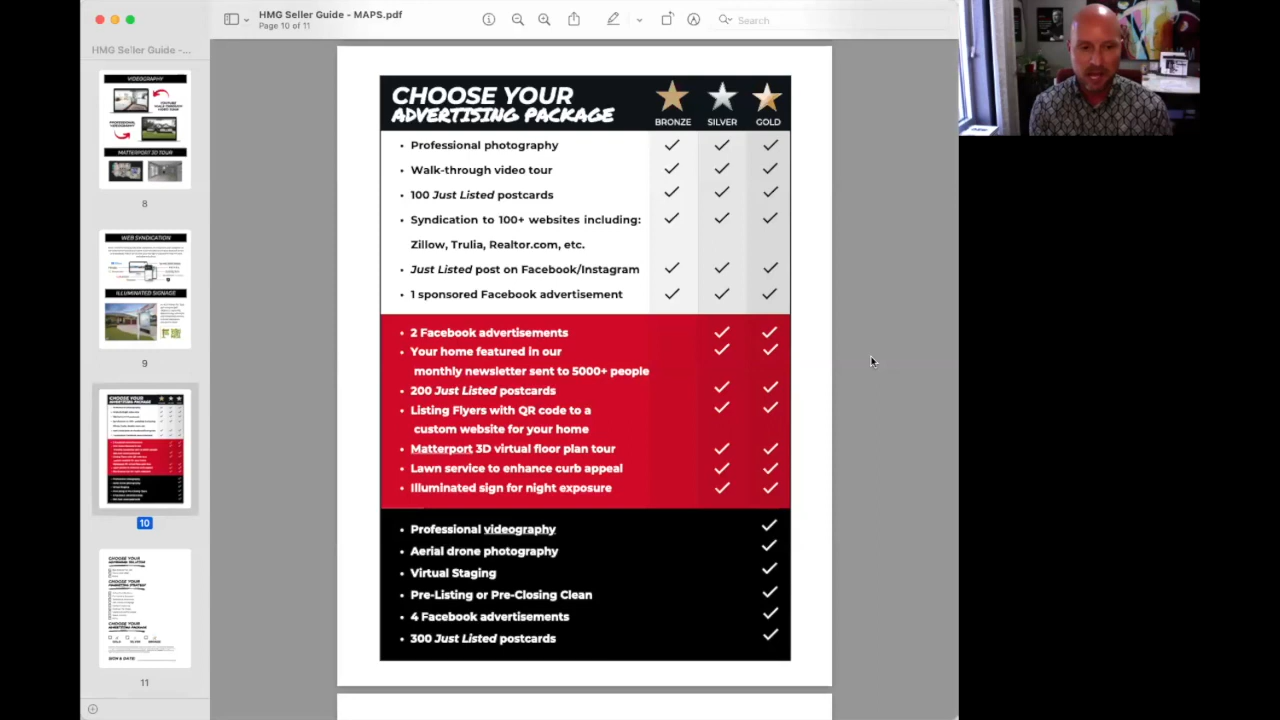 HMG Seller Guide - MAPS.pdf
Page 10 of 11
Search
HMG Seller Guide -...
VIDEOGRAPHY
MATTERPORT 3D TOUR
8
WEB SYNDICATION
ILLUMINATED SIGNAGE
9
10
11
CHOOSE YOUR
ADVERTISING PACKAGE
BRONZE SILVER GOLD
• Professional photography
• Walk-through video tour
• 100 Just Listed postcards
• Syndication to 100+ websites including:
Zillow, Trulia, Realtor.com, etc.
• Just Listed post on Facebook/Instagram
• 1 sponsored Facebook advertisement
• 2 Facebook advertisements
• Your home featured in our
monthly newsletter sent to 5000+ people
• 200 Just Listed postcards
• Listing Flyers with QR code to a
custom website for your home
• Matterport 3D virtual floor plan tour
• Lawn service to enhance curb appeal
• Illuminated sign for night exposure
• Professional videography
• Aerial drone photography
• Virtual Staging
• Pre-Listing or Pre-Closing Clean
• 4 Facebook advertisements
• 300 Just Listed postcards